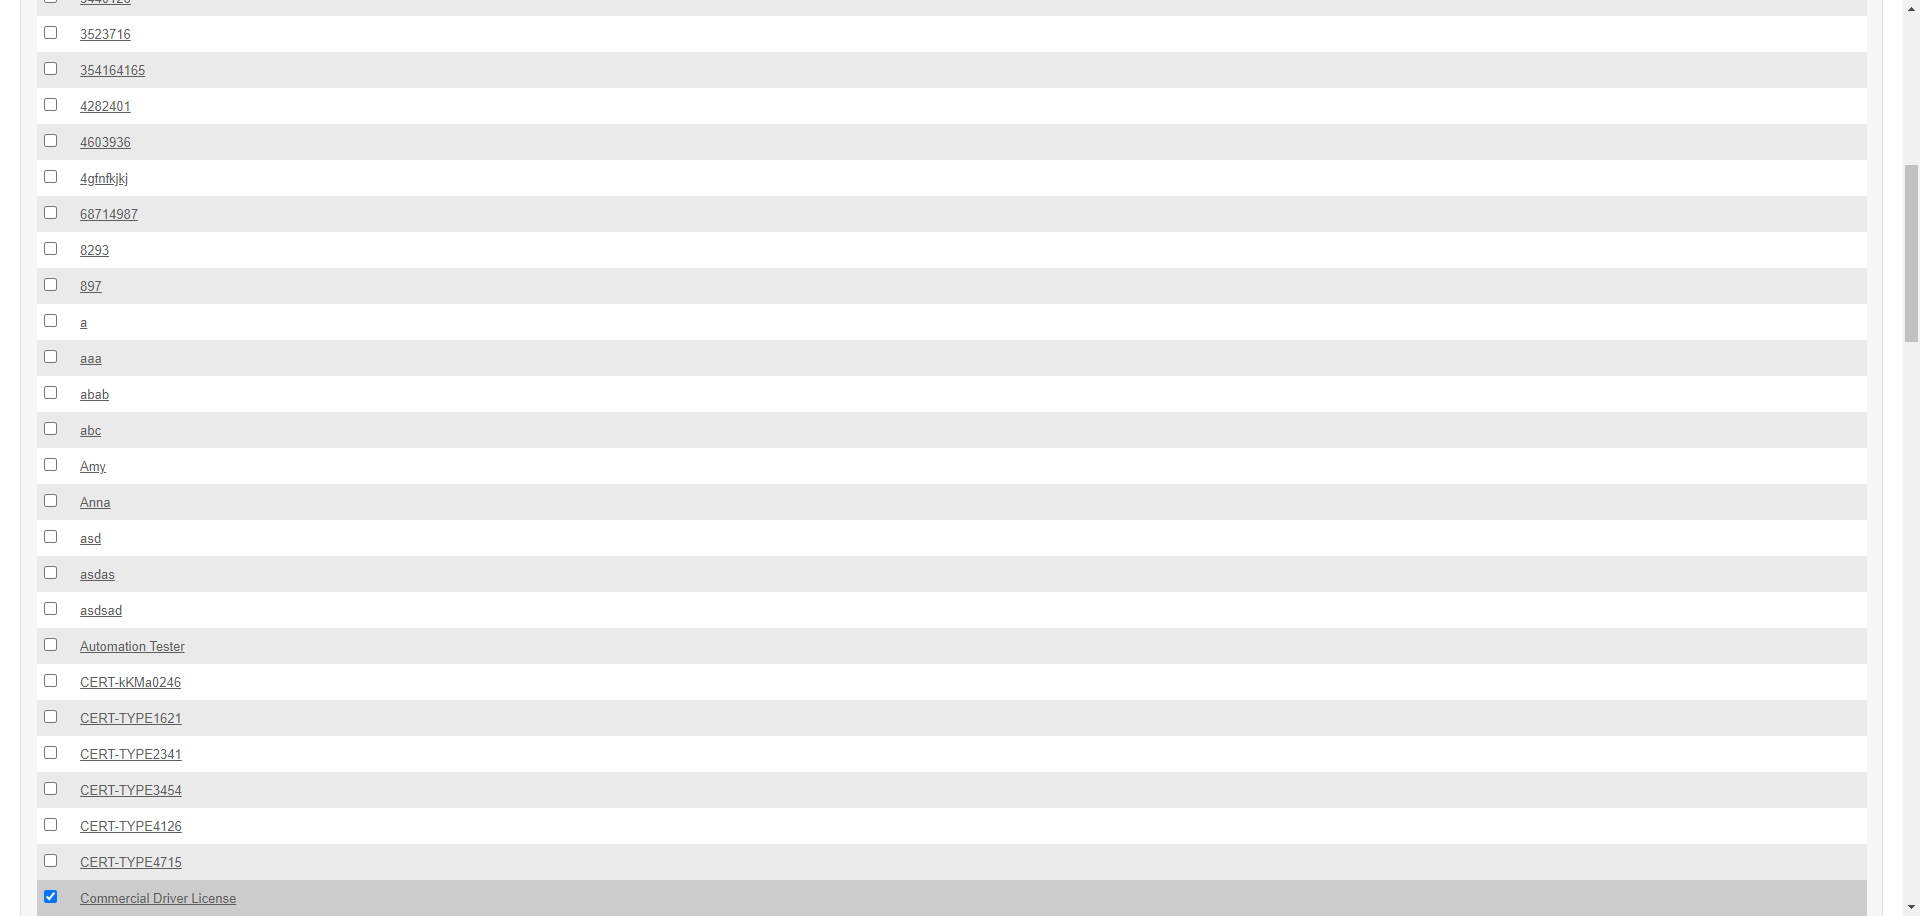 3523716
354164165
4282401
4603936
4gfnfkjkj
68714987
8293
897
a
aaa
abab
abc
Amy
Anna
asd
asdas
asdsad
Automation Tester
CERT-kKMa0246
CERT-TYPE1621
CERT-TYPE2341
CERT-TYPE3454
CERT-TYPE4126
CERT-TYPE4715
Commercial Driver License